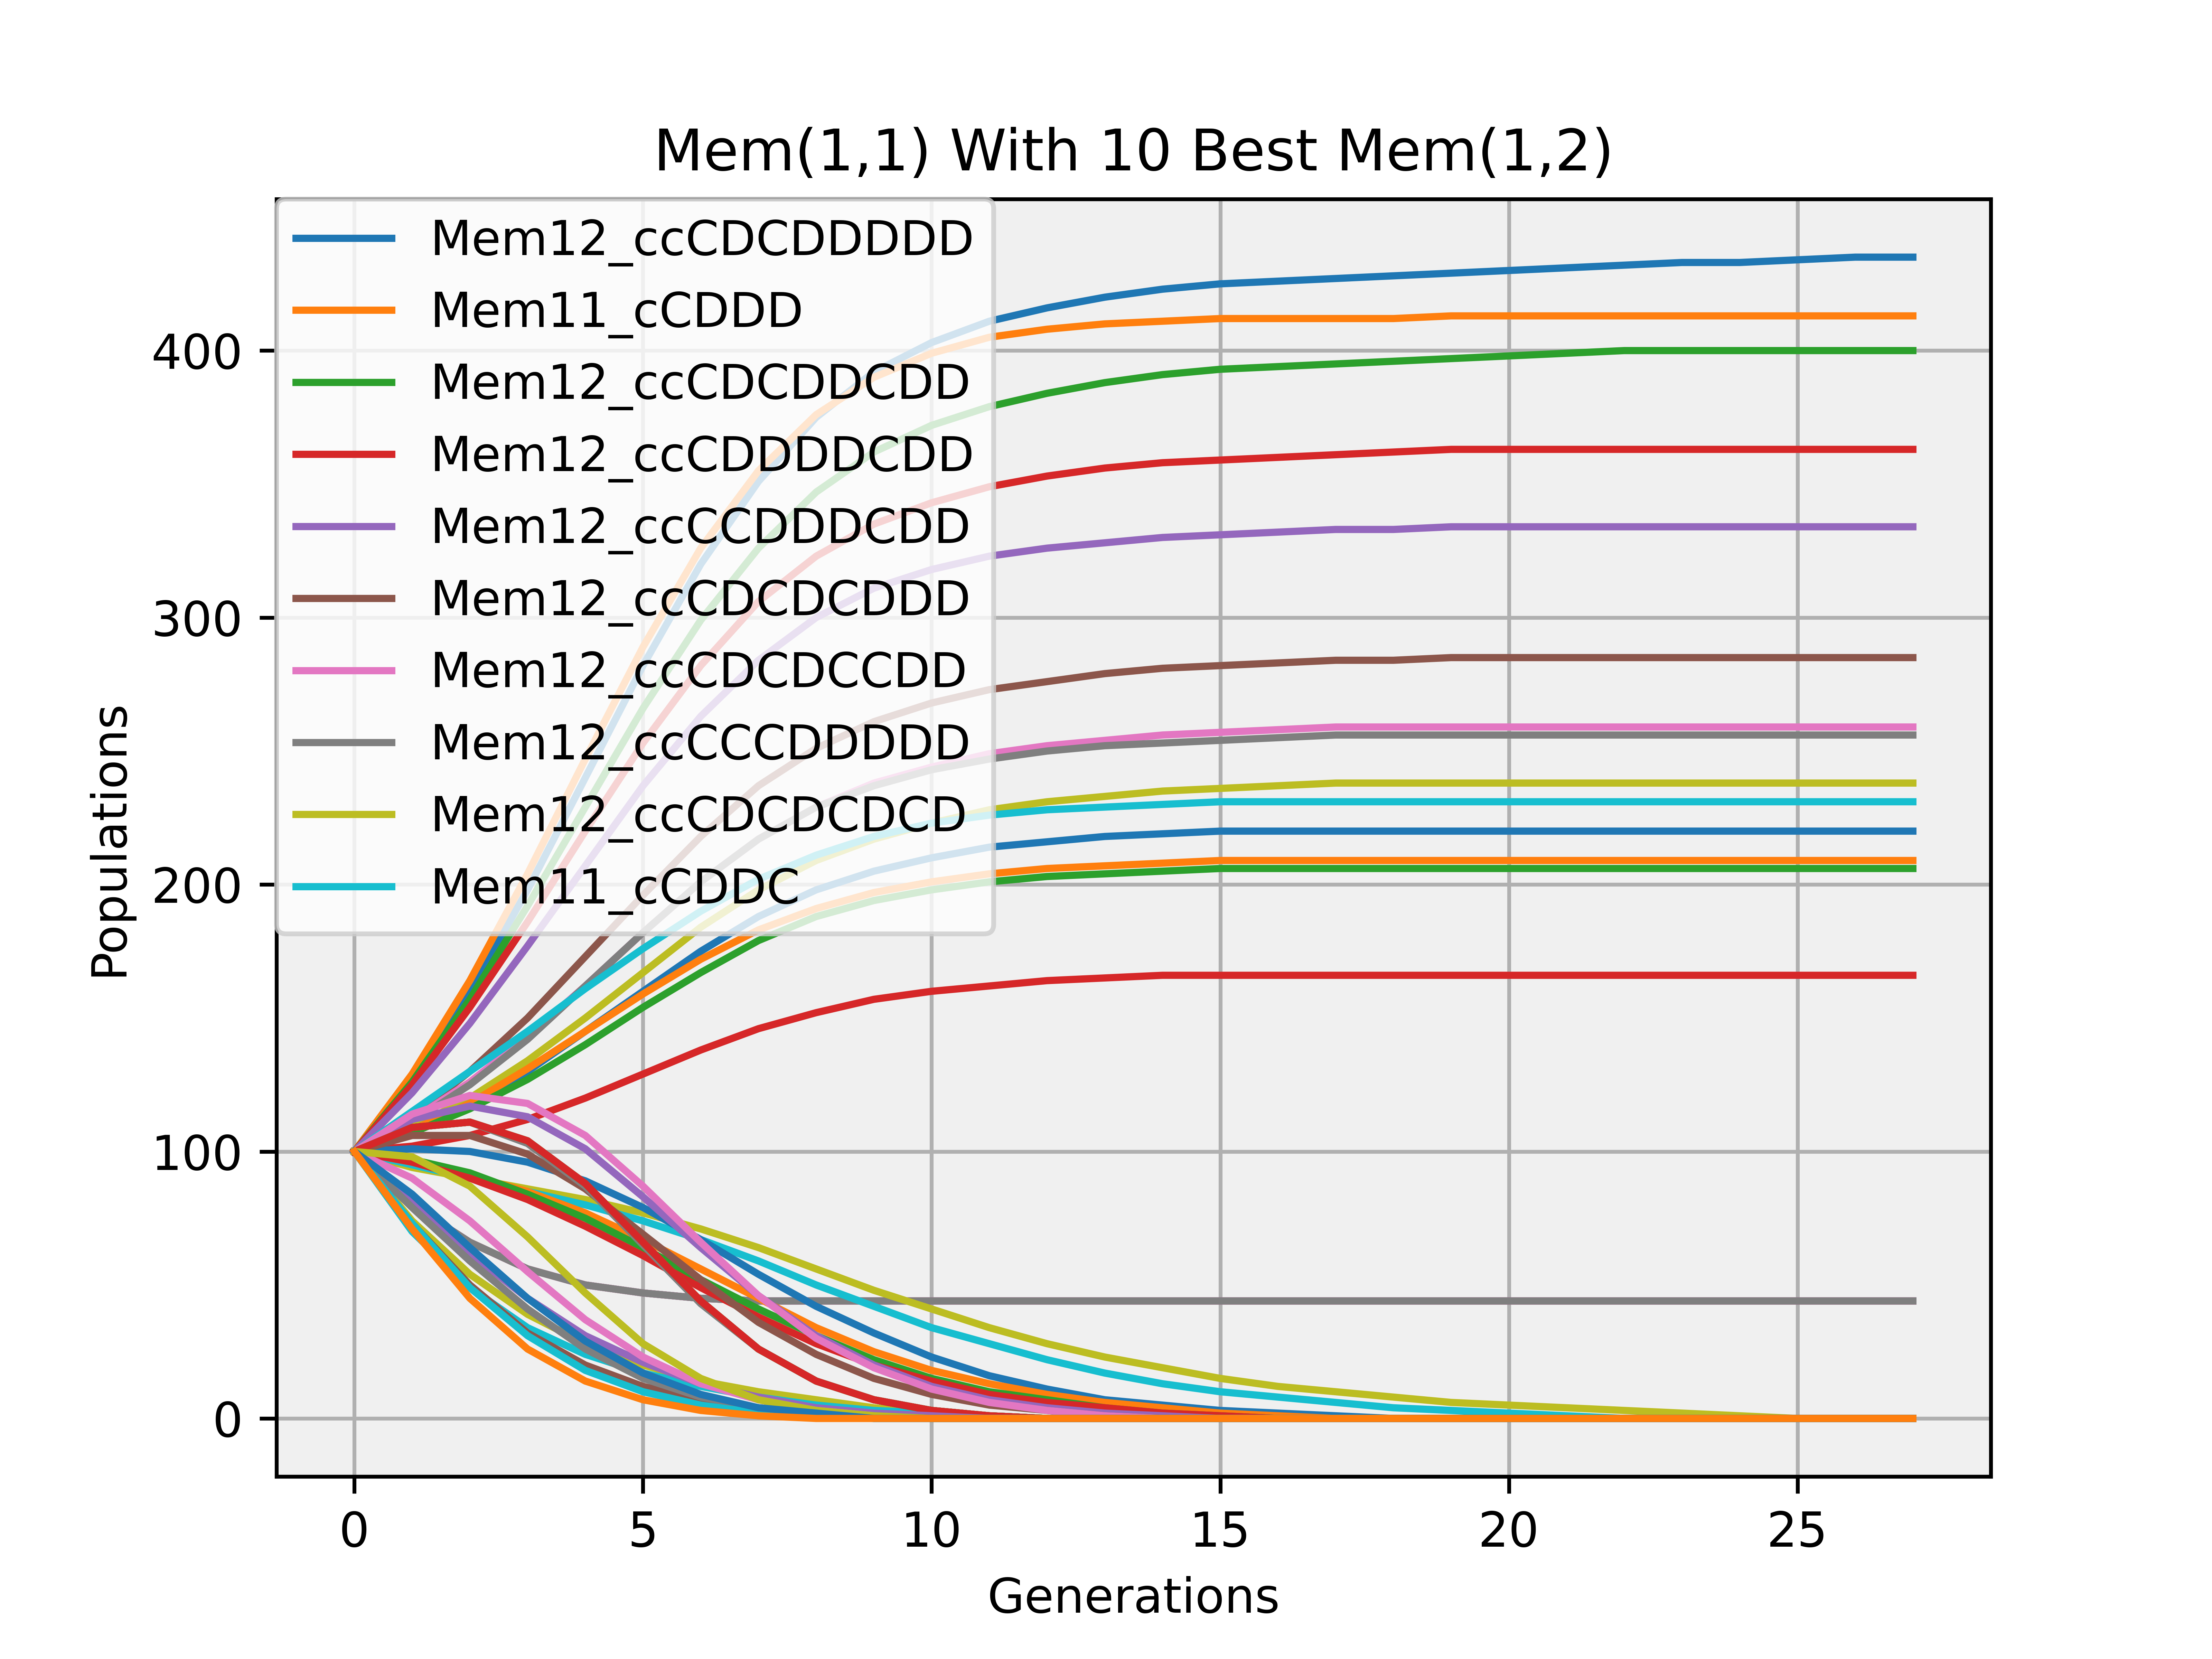 Mem(1,1) With 10 Best Mem(1,2)
Mem12_ccCDCDDDDD
Mem11_cCDDD
Mem12_ccCDCDDCDD
Mem12_ccCDDDDCDD
Mem12_ccCCDDDCDD
Mem12_ccCDCDCDDD
Mem12_ccCDCDCCDD
Mem12_ccCCCDDDDD
Mem12_ccCDCDCDCD
Mem11_cCDDC
Populations
400
300
200
100
0
0 5 10 15 20 25
Generations